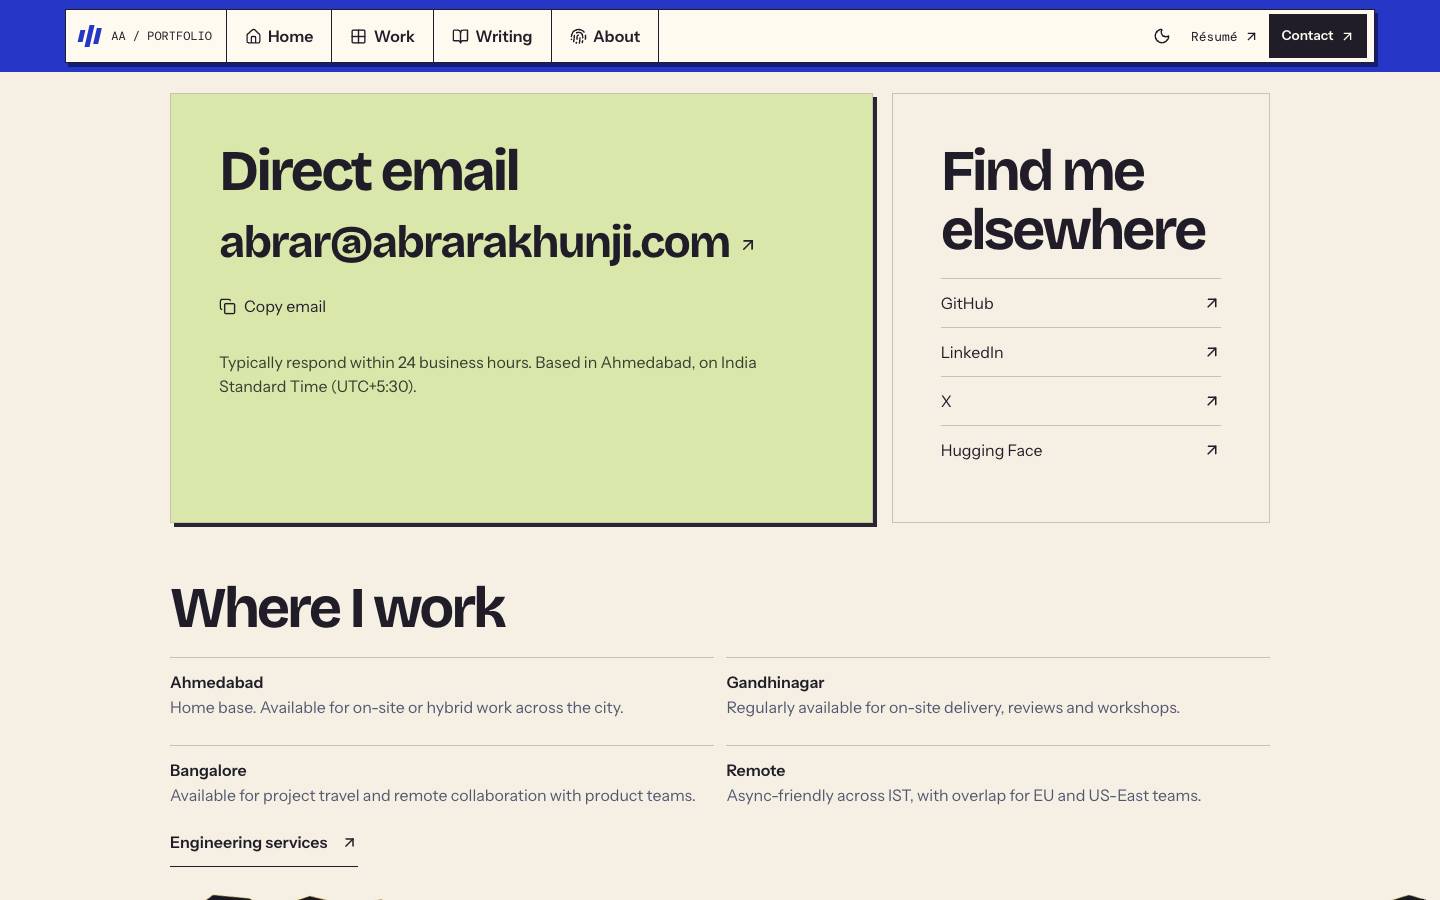 AA / PORTFOLIO
Home
Work
Writing
About
Résumé
Contact
Direct email
abrar@abrarakhunji.com
Copy email
Typically respond within 24 business hours. Based in Ahmedabad, on India
Standard Time (UTC+5:30).
Find me
elsewhere
GitHub
LinkedIn
X
Hugging Face
Where I work
Ahmedabad
Home base. Available for on-site or hybrid work across the city.
Gandhinagar
Regularly available for on-site delivery, reviews and workshops.
Bangalore
Available for project travel and remote collaboration with product teams.
Remote
Async-friendly across IST, with overlap for EU and US-East teams.
Engineering services